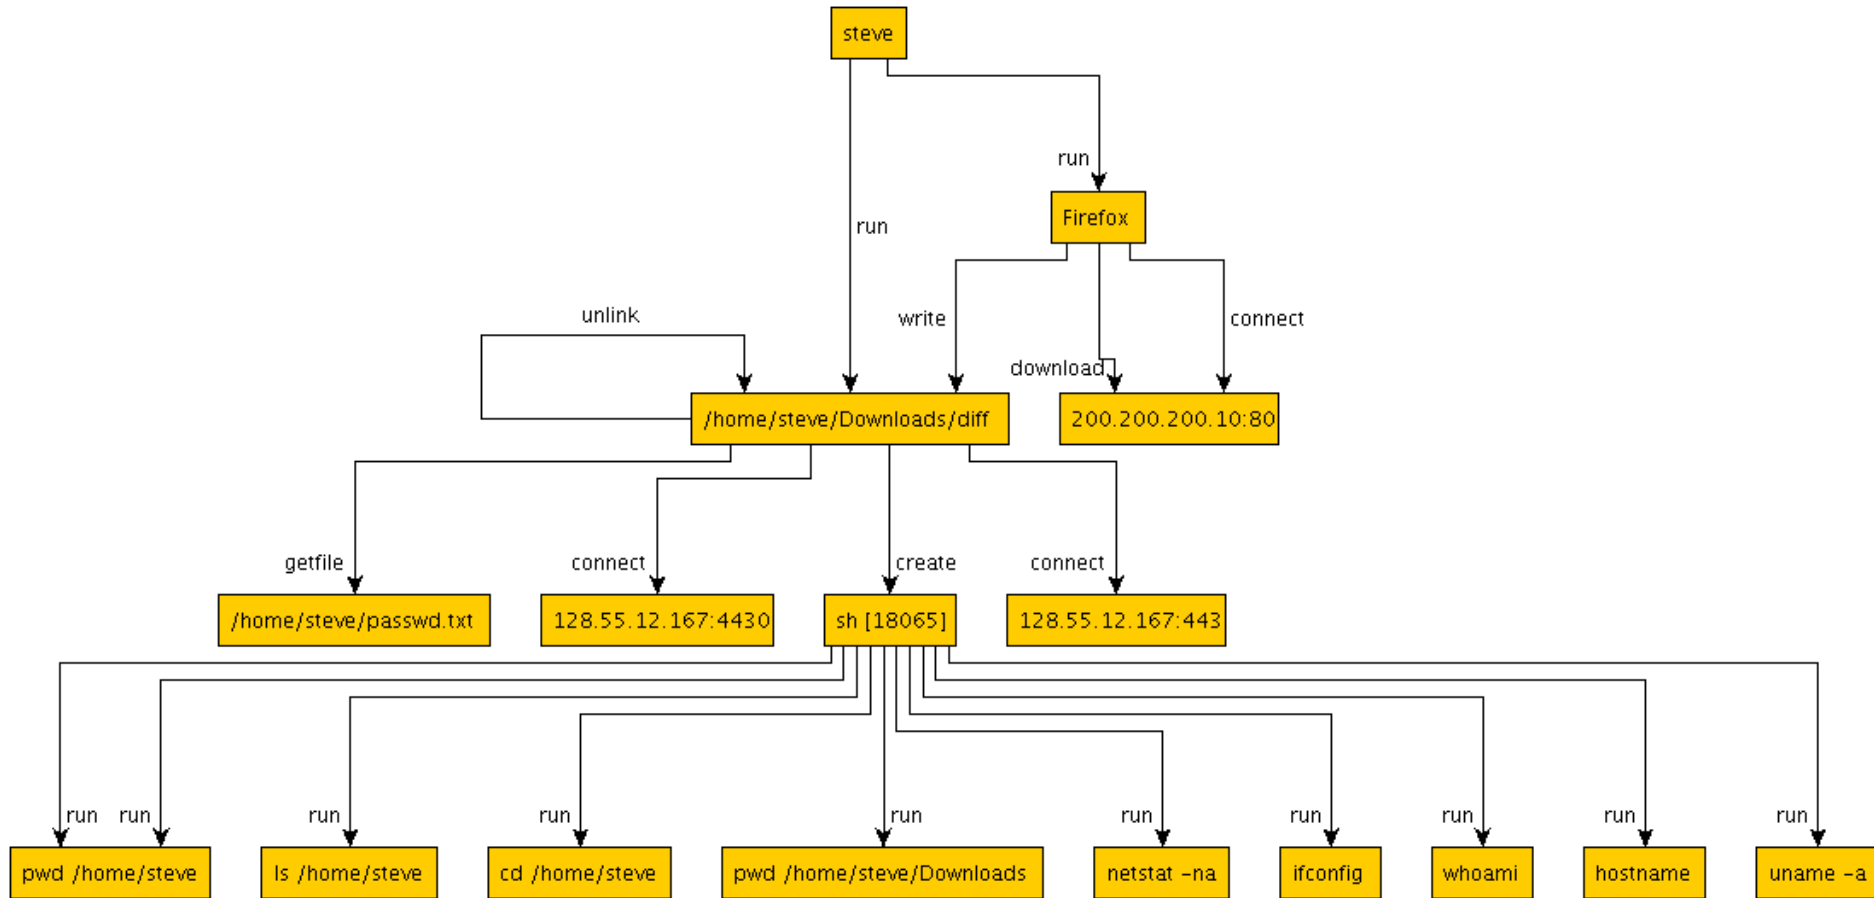 steve
run
Firefox
run
unlink
write
connect
download
/home/steve/Downloads/diff
200.200.200.10:80
getfile
connect
create
connect
/home/steve/passwd.txt
128.55.12.167:4430
sh [18065]
128.55.12.167:443
run
run
run
run
run
run
run
run
run
run
pwd /home/steve
ls /home/steve
cd /home/steve
pwd /home/steve/Downloads
netstat -na
ifconfig
whoami
hostname
uname -a